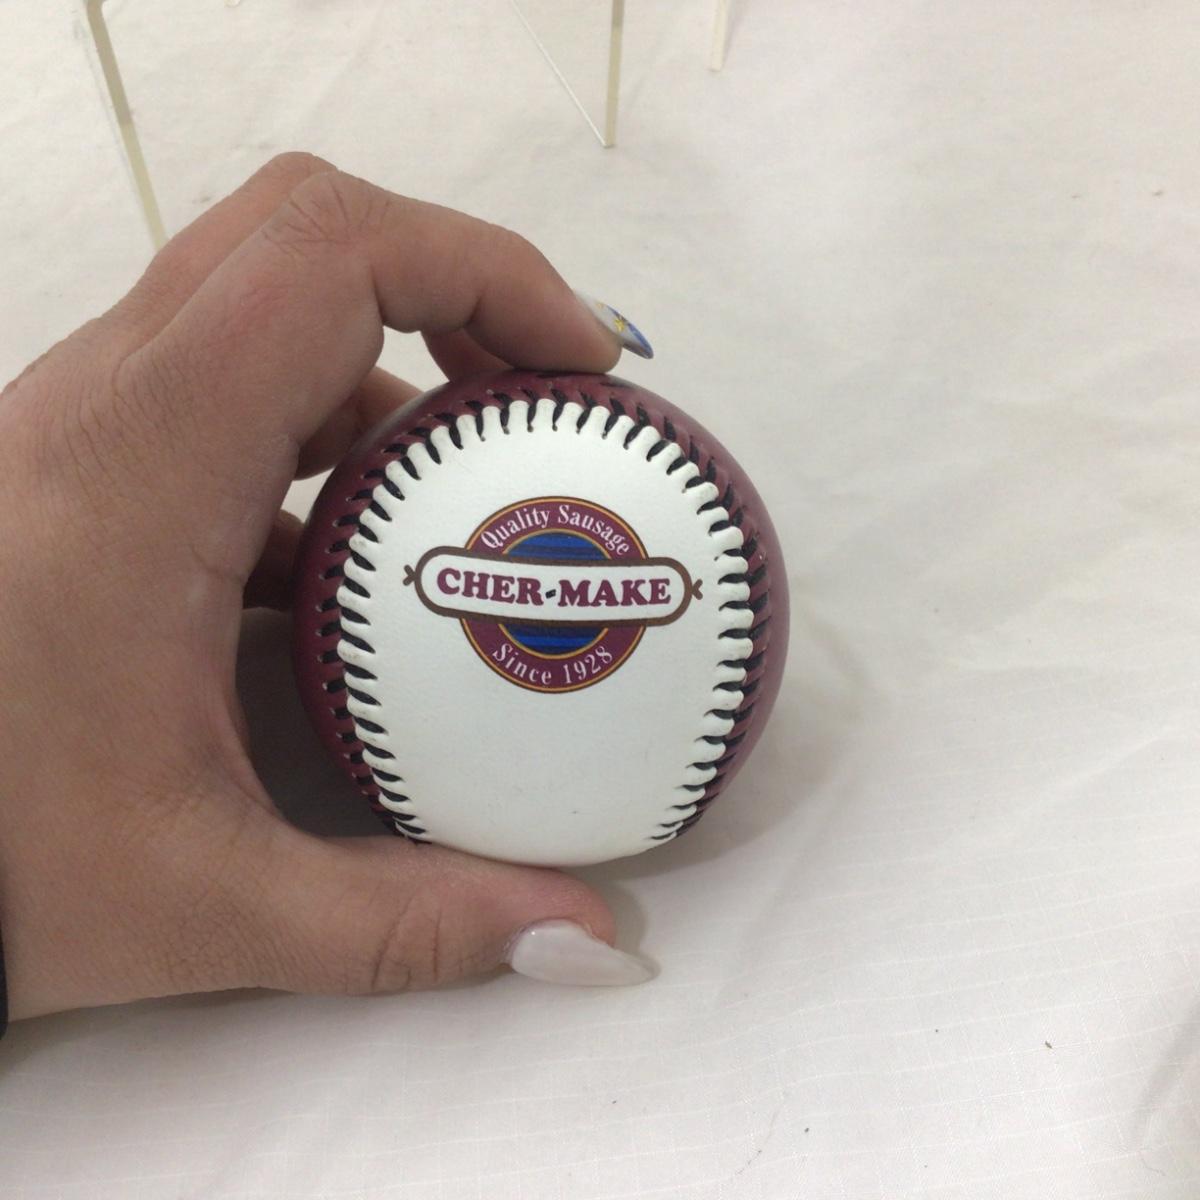 Quality Sausage
CHER-MAKE
Since 1928